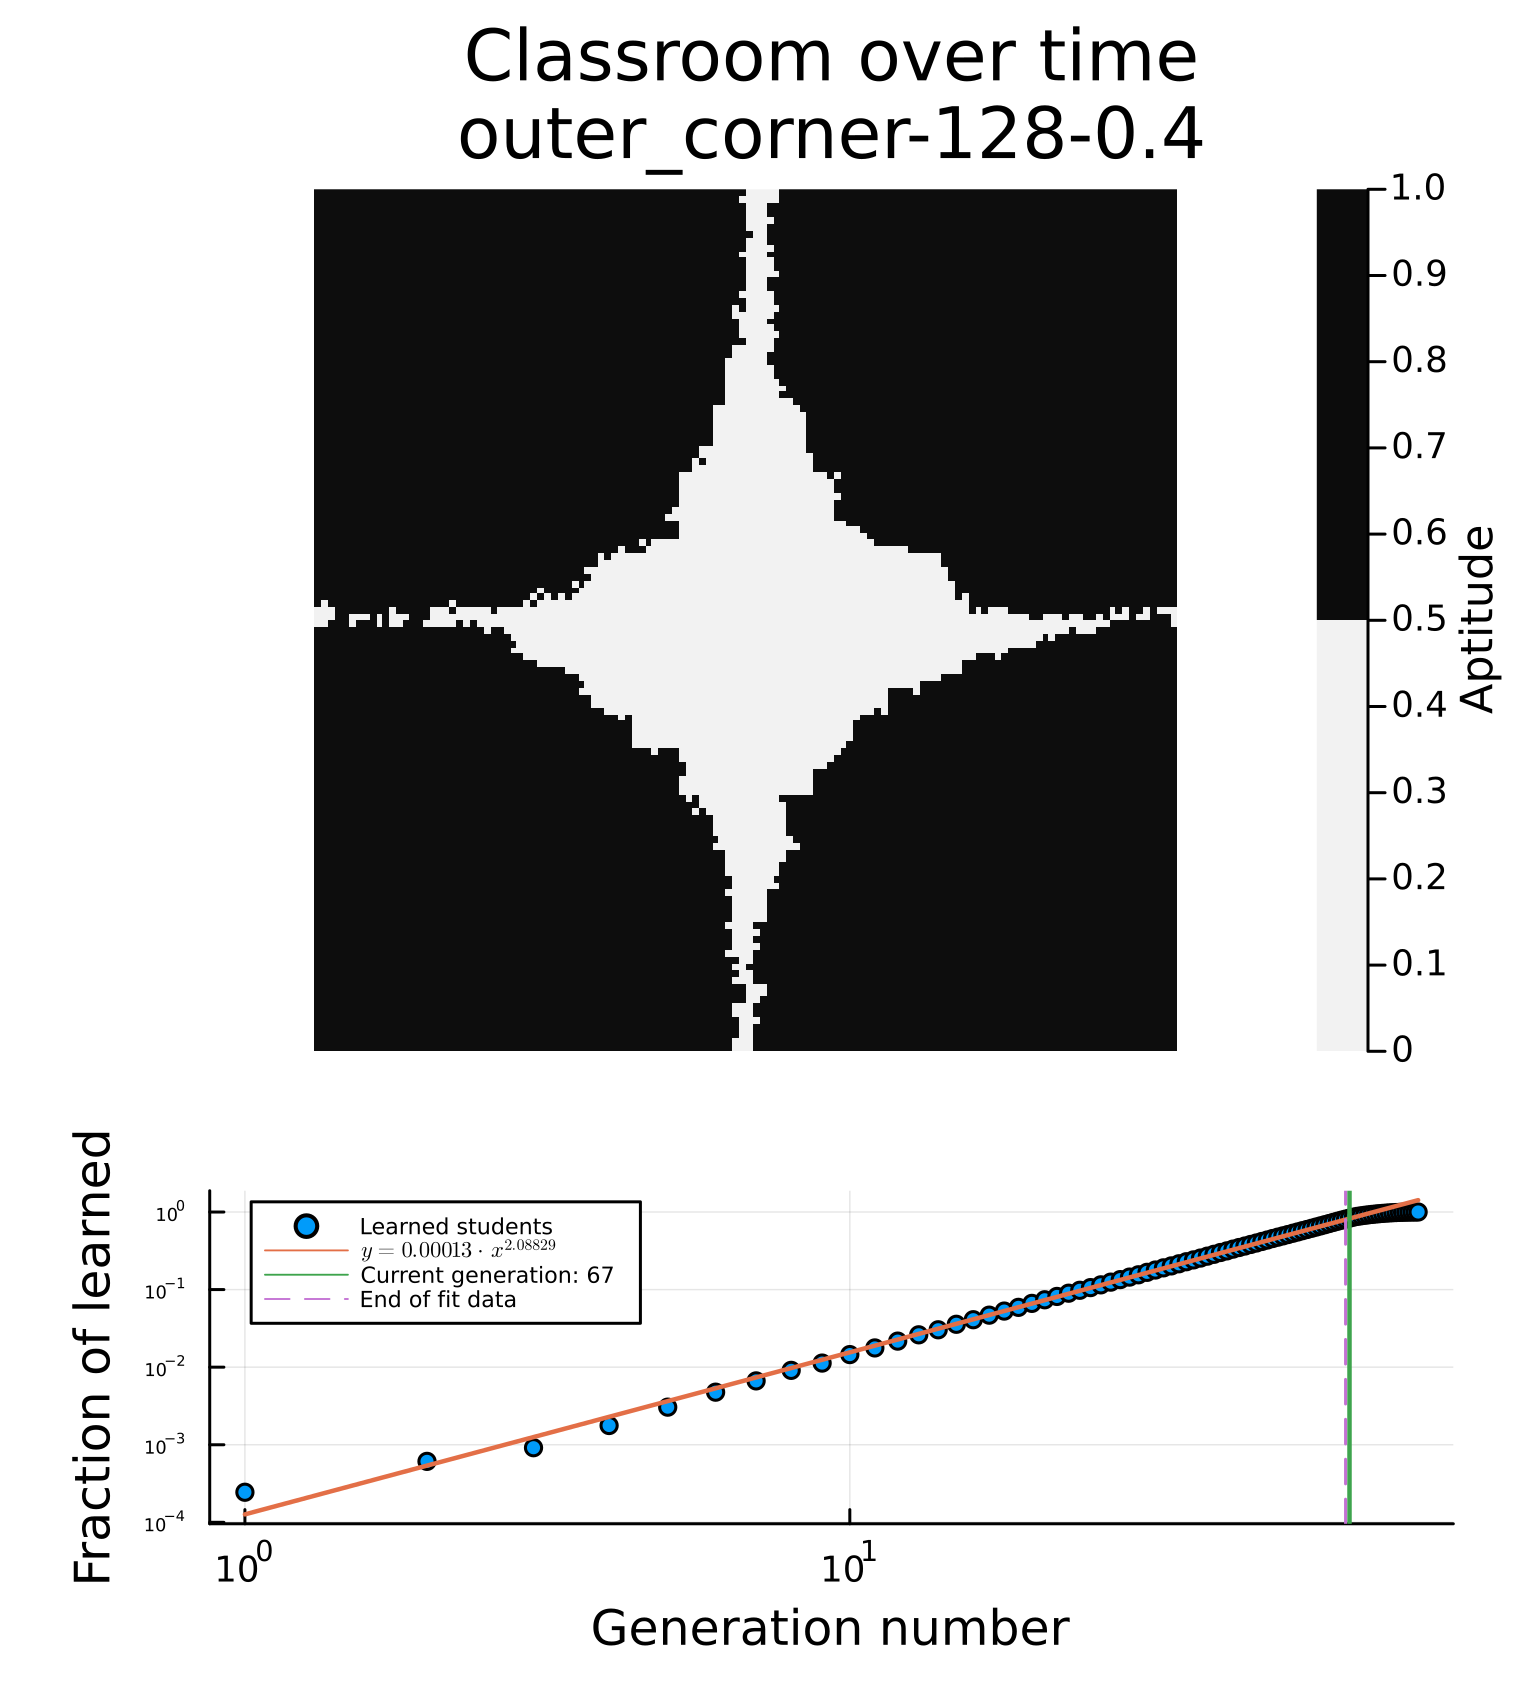 Classroom over time
outer_corner-128-0.4
1.0
0.9
0.8
0.7
0.6
0.5
0.4
0.3
0.2
0.1
0
Aptitude
Fraction of learned
10⁰
10⁻¹
10⁻²
10⁻³
10⁻⁴
Learned students
y = 0.00013 · x^2.08829
Current generation: 67
End of fit data
10⁰
10¹
Generation number